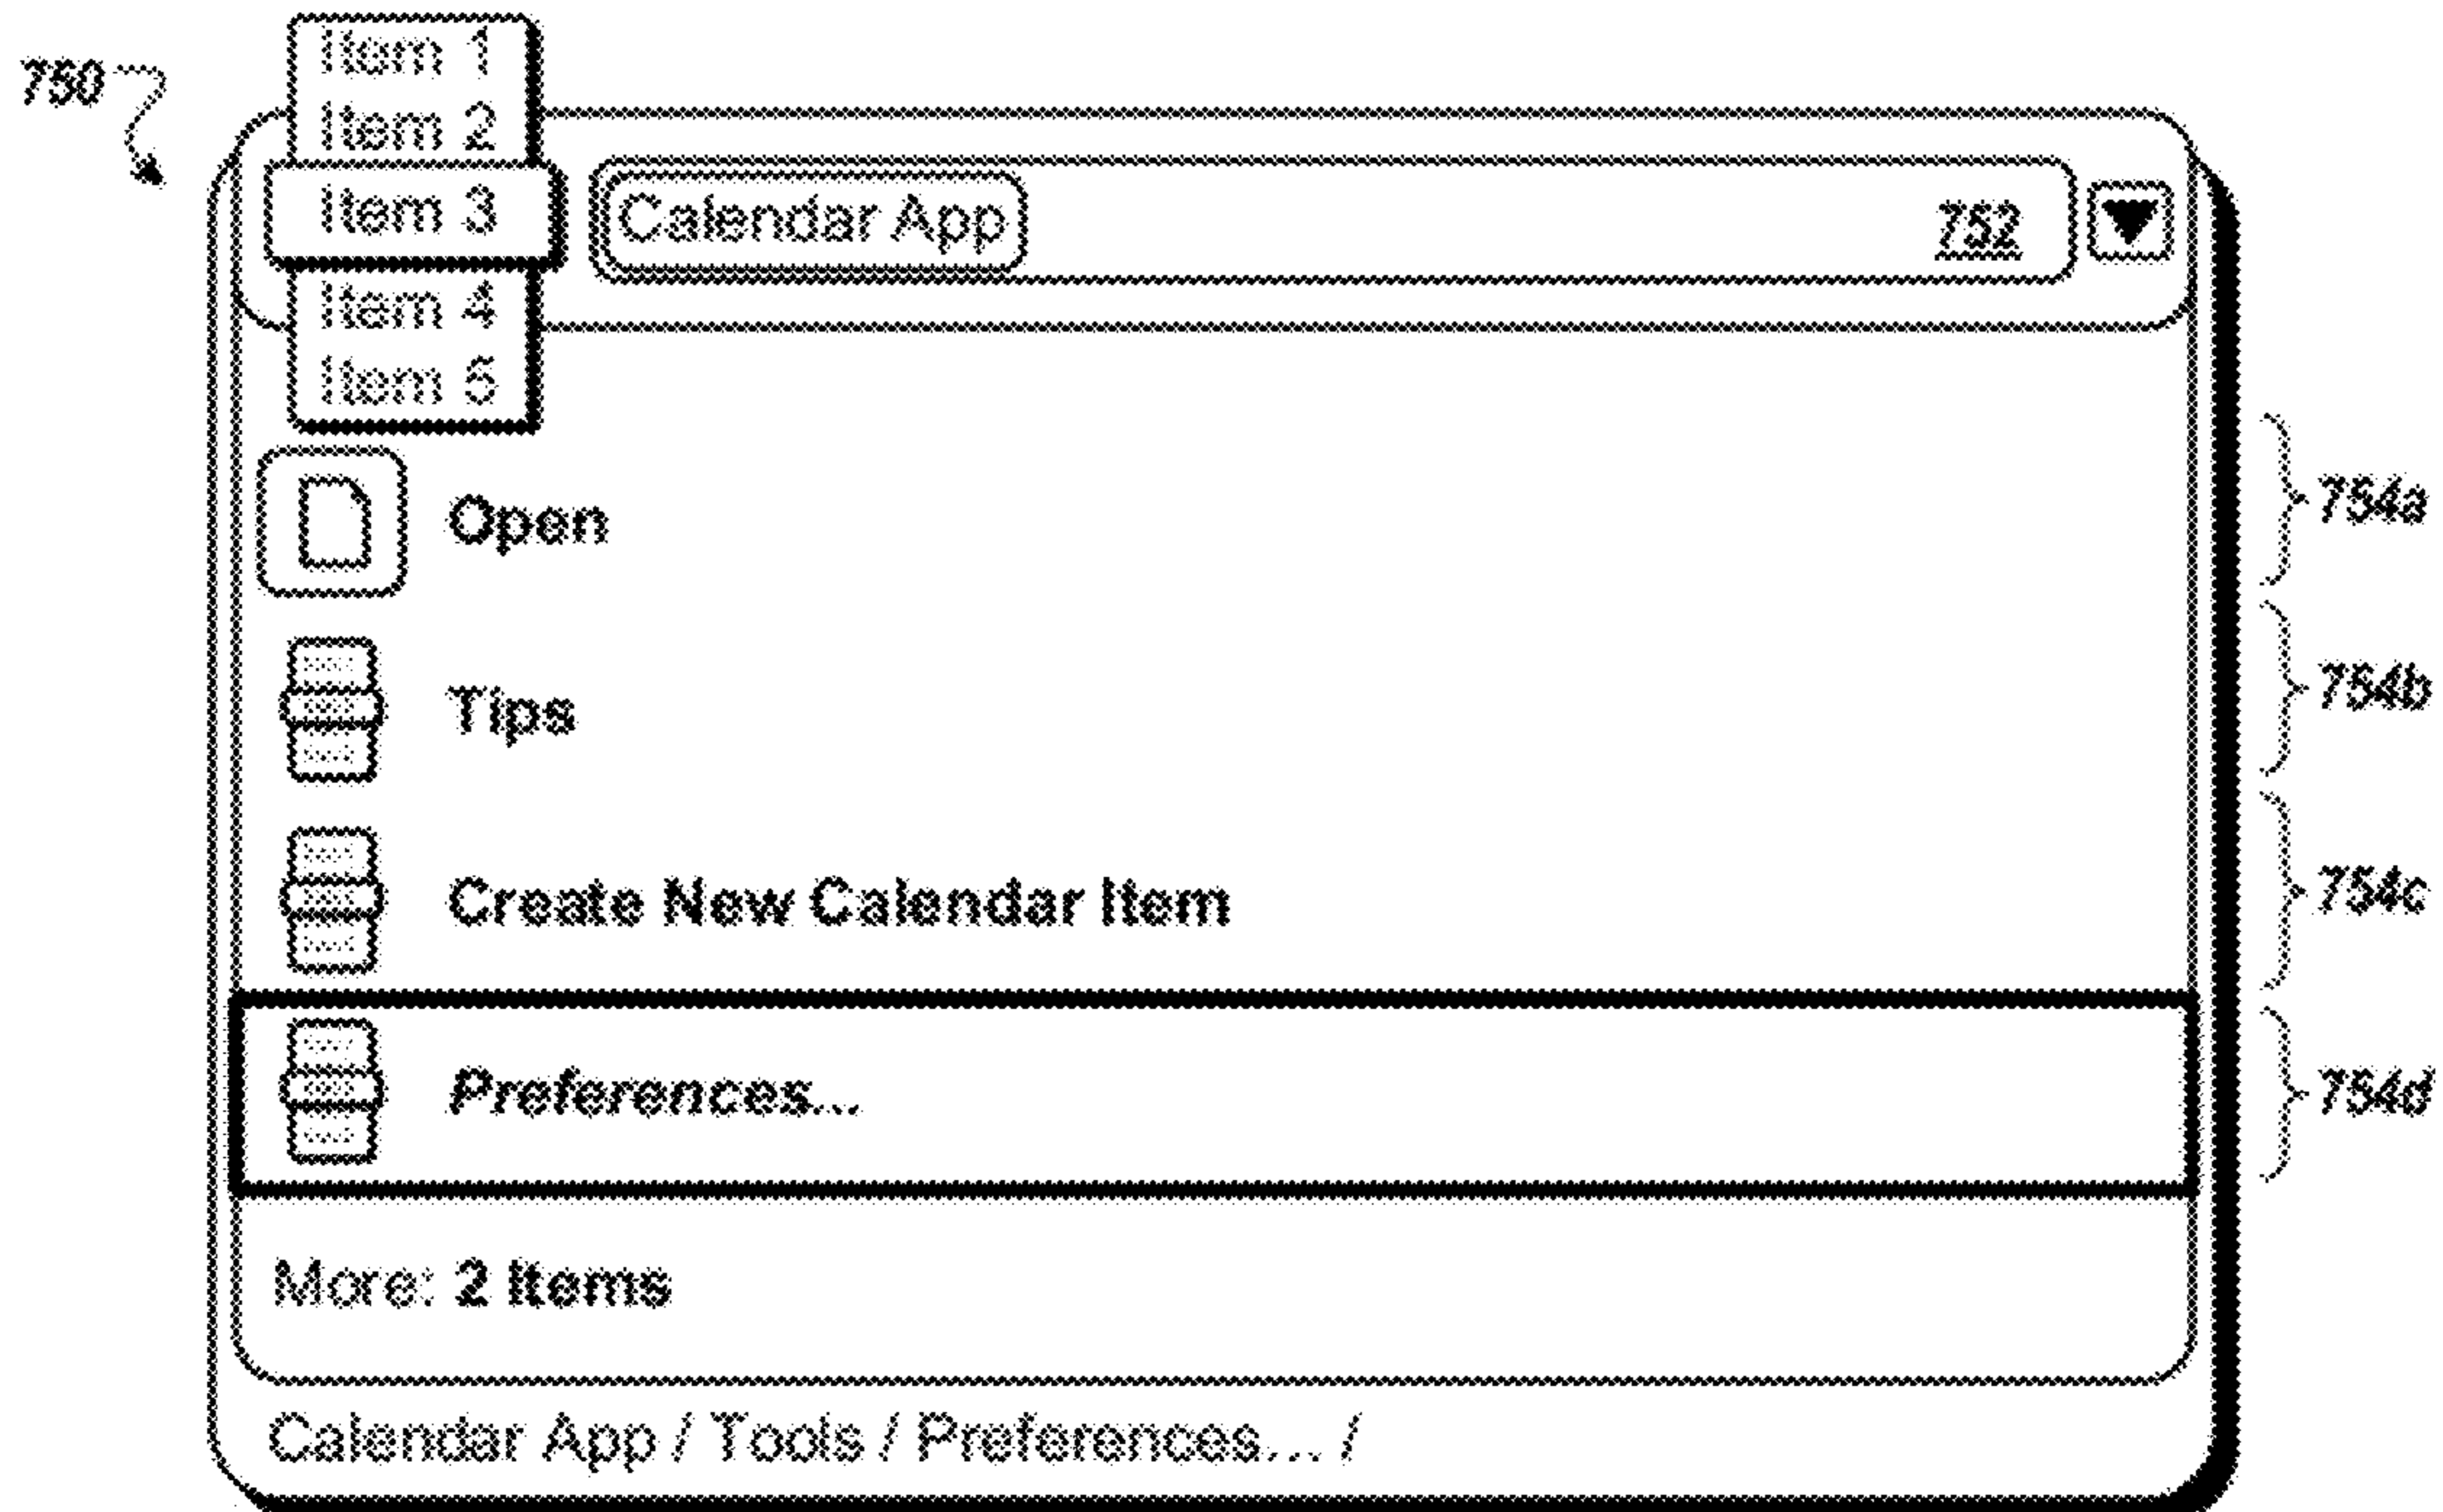 750
Item 1
Item 2
Item 3
Item 4
Item 5
Calendar App 752
Open 754a
Tips 754b
Create New Calendar Item 754c
Preferences... 754d
More: 2 Items
Calendar App / Tools / Preferences... /